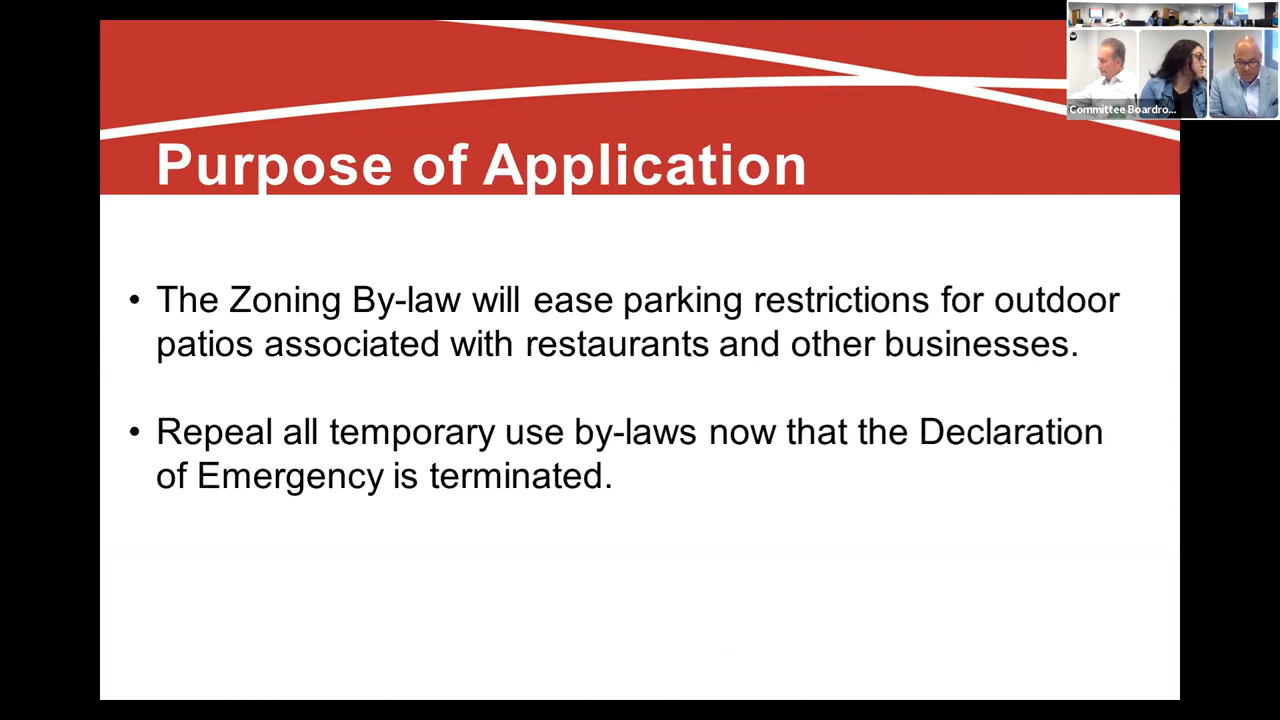 Committee Boardro...
Purpose of Application
• The Zoning By-law will ease parking restrictions for outdoor
patios associated with restaurants and other businesses.
• Repeal all temporary use by-laws now that the Declaration
of Emergency is terminated.